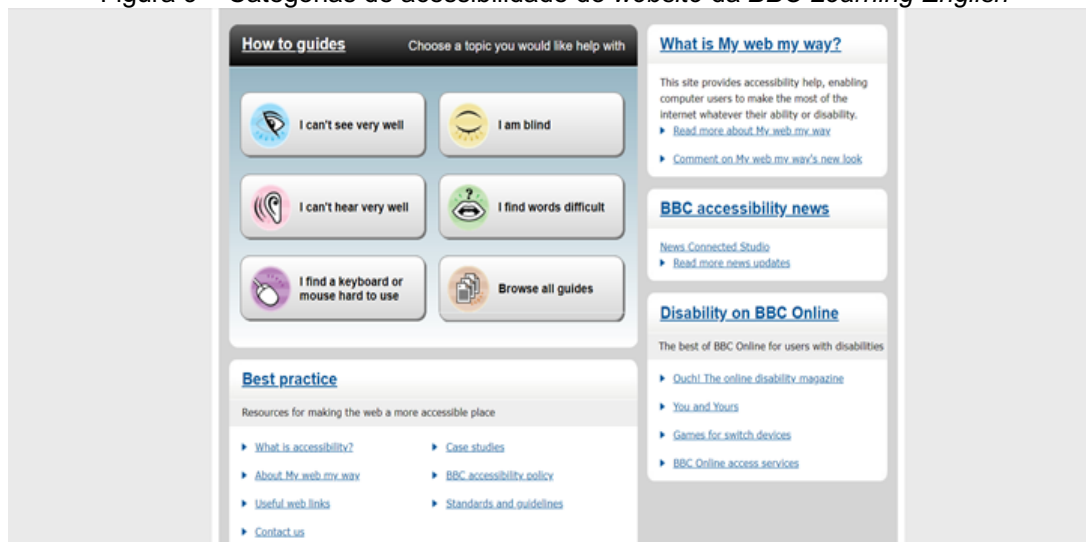 Figura – Categorias de acessibilidade do website da BBC Learning English
How to guides
Choose a topic you would like help with
I can't see very well
I am blind
I can't hear very well
I find words difficult
I find a keyboard or
mouse hard to use
Browse all guides
Best practice
Resources for making the web a more accessible place
What is accessibility?
About My web my way
Useful web links
Contact us
Case studies
BBC accessibility policy
Standards and guidelines
What is My web my way?
This site provides accessibility help, enabling
computer users to make the most of the
internet whatever their ability or disability.
Read more about My web my way
Comment on My web my way's new look
BBC accessibility news
News Connected Studio
Read more news updates
Disability on BBC Online
The best of BBC Online for users with disabilities
Ouch! The online disability magazine
You and Yours
Games for switch devices
BBC Online access services